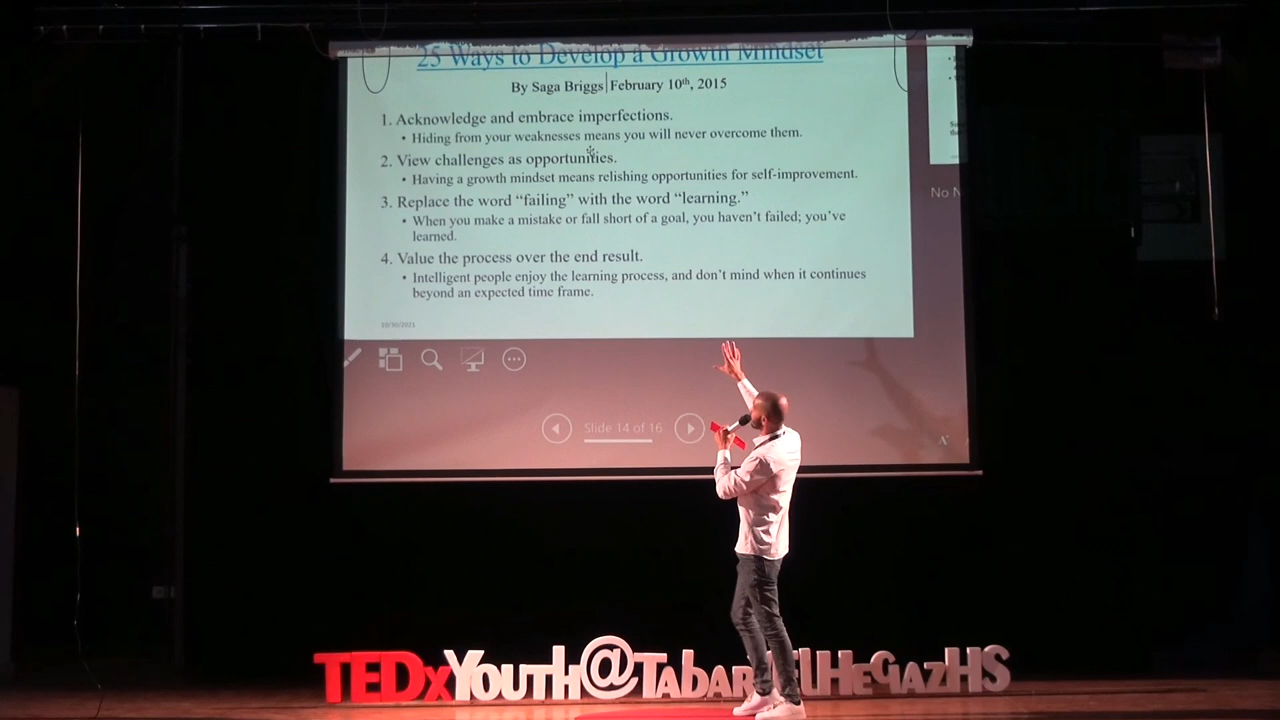 25 Ways to Develop a Growth Mindset
By Saga Briggs February 10th, 2015
1. Acknowledge and embrace imperfections.
• Hiding from your weaknesses means you will never overcome them.
2. View challenges as opportunities.
• Having a growth mindset means relishing opportunities for self-improvement.
3. Replace the word “failing” with the word “learning.”
• When you make a mistake or fall short of a goal, you haven’t failed; you’ve
learned.
4. Value the process over the end result.
• Intelligent people enjoy the learning process, and don’t mind when it continues
beyond an expected time frame.
10/30/2021
No N
Slide 14 of 16
TEDxYouth@Tabar ElHegazHS